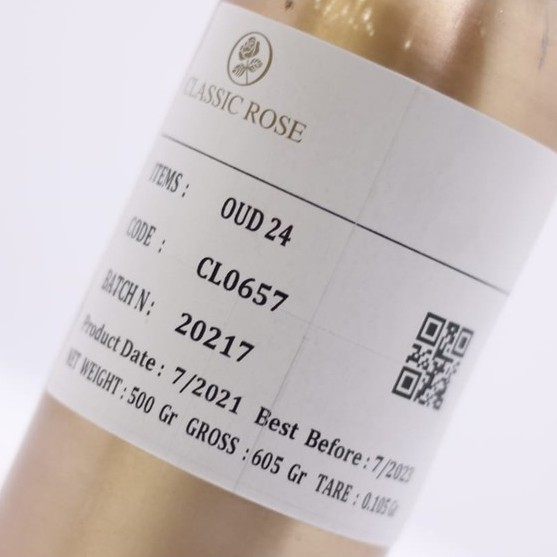 CLASSIC ROSE
ITEMS : OUD 24
CODE : CL0657
BATCH N : 20217
Product Date : 7/2021 Best Before : 7/2023
NET WEIGHT : 500 Gr GROSS : 605 Gr TARE : 0.105 Gr